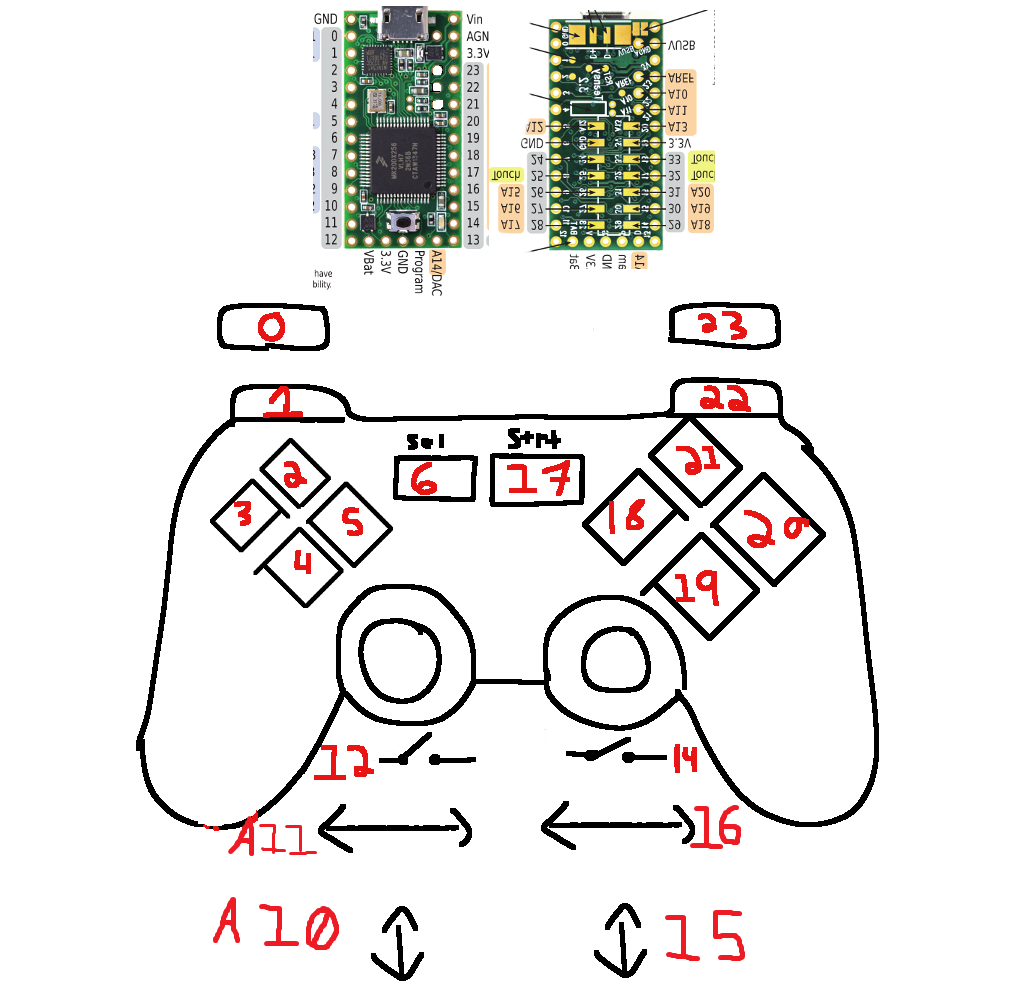 GND
0
1
2
3
4
5
6
7
8
9
10
11
12
Vin
AGN
3.3V
23
22
21
20
19
18
17
16
15
14
13
VBat
3.3V
GND
Program
A14/DAC
have
bility.
VUSB
AREF
A10
A11
A12
A13
GND
3.3V
24
33
Touc
Touch
25
32
Touc
A15
26
31
A20
A16
27
30
A19
A17
28
29
A18
0
23
1
22
Sel
Strt
6
17
2
3
5
4
21
18
20
19
12
14
A11
16
A10
15